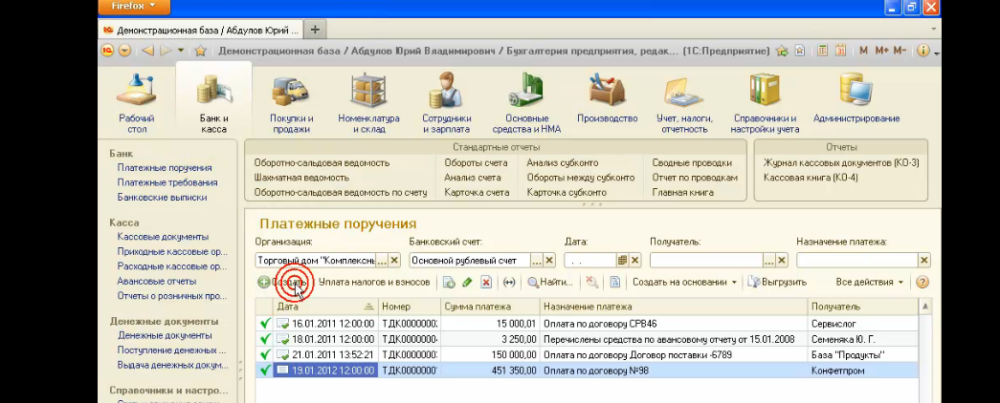 Firefox
Демонстрационная база / Абдулов Юрий ...
Демонстрационная база / Абдулов Юрий Владимирович / Бухгалтерия предприятия, редак... (1С:Предприятие)
M M+ M-
Рабочий стол
Банк и касса
Покупки и продажи
Номенклатура и склад
Сотрудники и зарплата
Основные средства и НМА
Производство
Учет, налоги, отчетность
Справочники и настройки учета
Администрирование
Банк
Платежные поручения
Платежные требования
Банковские выписки
Касса
Кассовые документы
Приходные кассовые ор...
Расходные кассовые ор...
Авансовые отчеты
Отчеты о розничных про...
Денежные документы
Денежные документы
Поступление денежных ...
Выдача денежных докум...
Справочники и настро...
Стандартные отчеты
Оборотно-сальдовая ведомость
Обороты счета
Анализ субконто
Сводные проводки
Шахматная ведомость
Анализ счета
Обороты между субконто
Отчет по проводкам
Оборотно-сальдовая ведомость по счету
Карточка счета
Карточка субконто
Главная книга
Отчеты
Журнал кассовых документов (КО-3)
Кассовая книга (КО-4)
Платежные поручения
Организация:
Банковский счет:
Дата:
Получатель:
Назначение платежа:
Торговый дом "Комплексн ...
Основной рублевый счет ...
. .
...
Создать
Уплата налогов и взносов
Найти...
Создать на основании
Выгрузить
Все действия
Дата Номер Сумма платежа Назначение платежа Получатель
16.01.2011 12:00:00 ТДК0000000: 15 000,01 Оплата по договору СРВ46 Сервислог
18.01.2011 12:00:00 ТДК0000000: 3 250,00 Перечислены средства по авансовому отчету от 15.01.2008 Семеняка Ю. Г.
21.01.2011 13:52:21 ТДК0000000: 150 000,00 Оплата по договору Договор поставки -6789 База "Продукты"
19.01.2012 12:00:00 ТДК0000000 451 350,00 Оплата по договору №98 Конфетпром